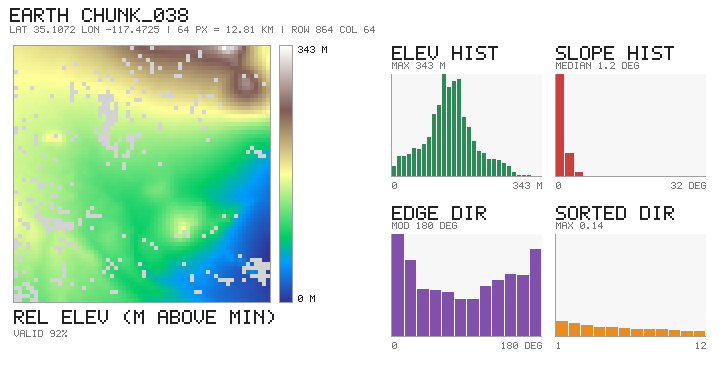 EARTH CHUNK_038
LAT 35.1072 LON -117.4725 | 64 PX = 12.81 KM | ROW 864 COL 64
343 M
0 M
REL ELEV (M ABOVE MIN)
VALID 92%
ELEV HIST
MAX 343 M
0 343 M
SLOPE HIST
MEDIAN 1.2 DEG
0 32 DEG
EDGE DIR
MOD 180 DEG
0 180 DEG
SORTED DIR
MAX 0.14
1 12